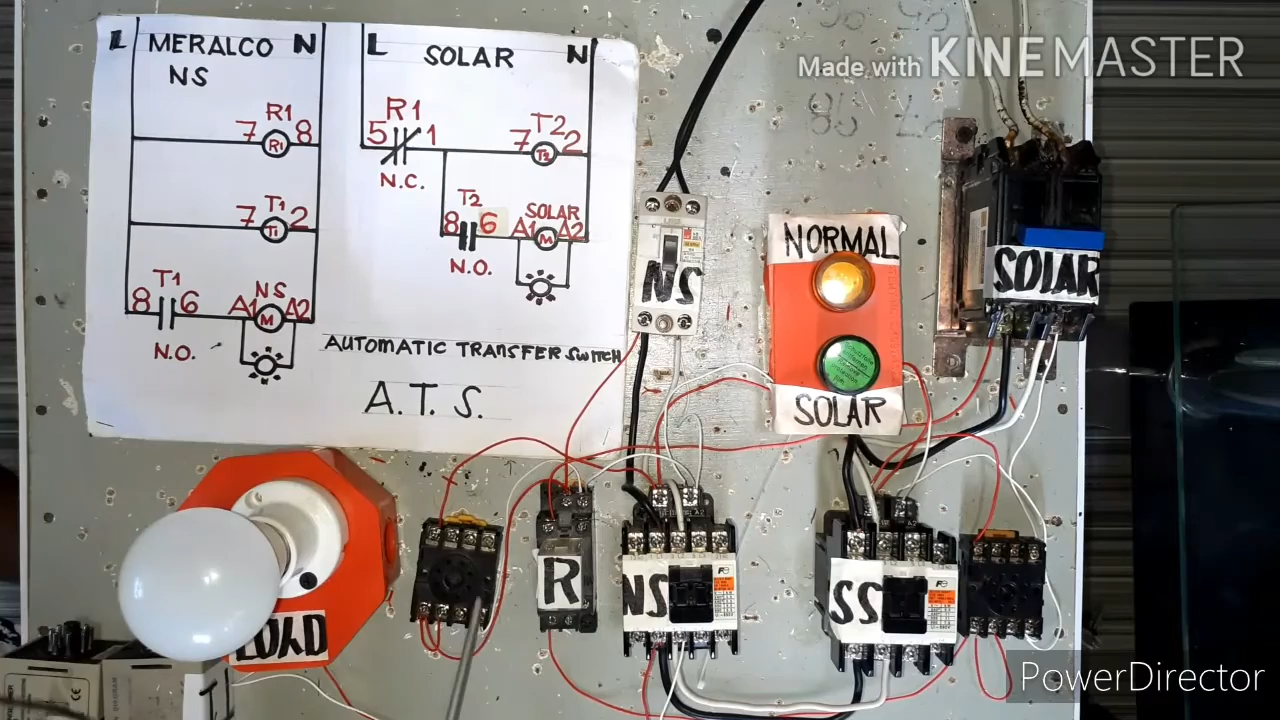 L MERALCO N
NS
R1
7 R1 8
T1
7 T1 2
T1
8 6
N.O.
NS
A1 M A2
L SOLAR N
R1
5 1
N.C.
T2
7 T2 2
T2
8 6
N.O.
SOLAR
A1 M A2
AUTOMATIC TRANSFER SWITCH
A.T.S.
Made with KINEMASTER
NS
NORMAL
SOLAR
SOLAR
LOAD
R
NS
SS
Fe
Fe
T
PowerDirector